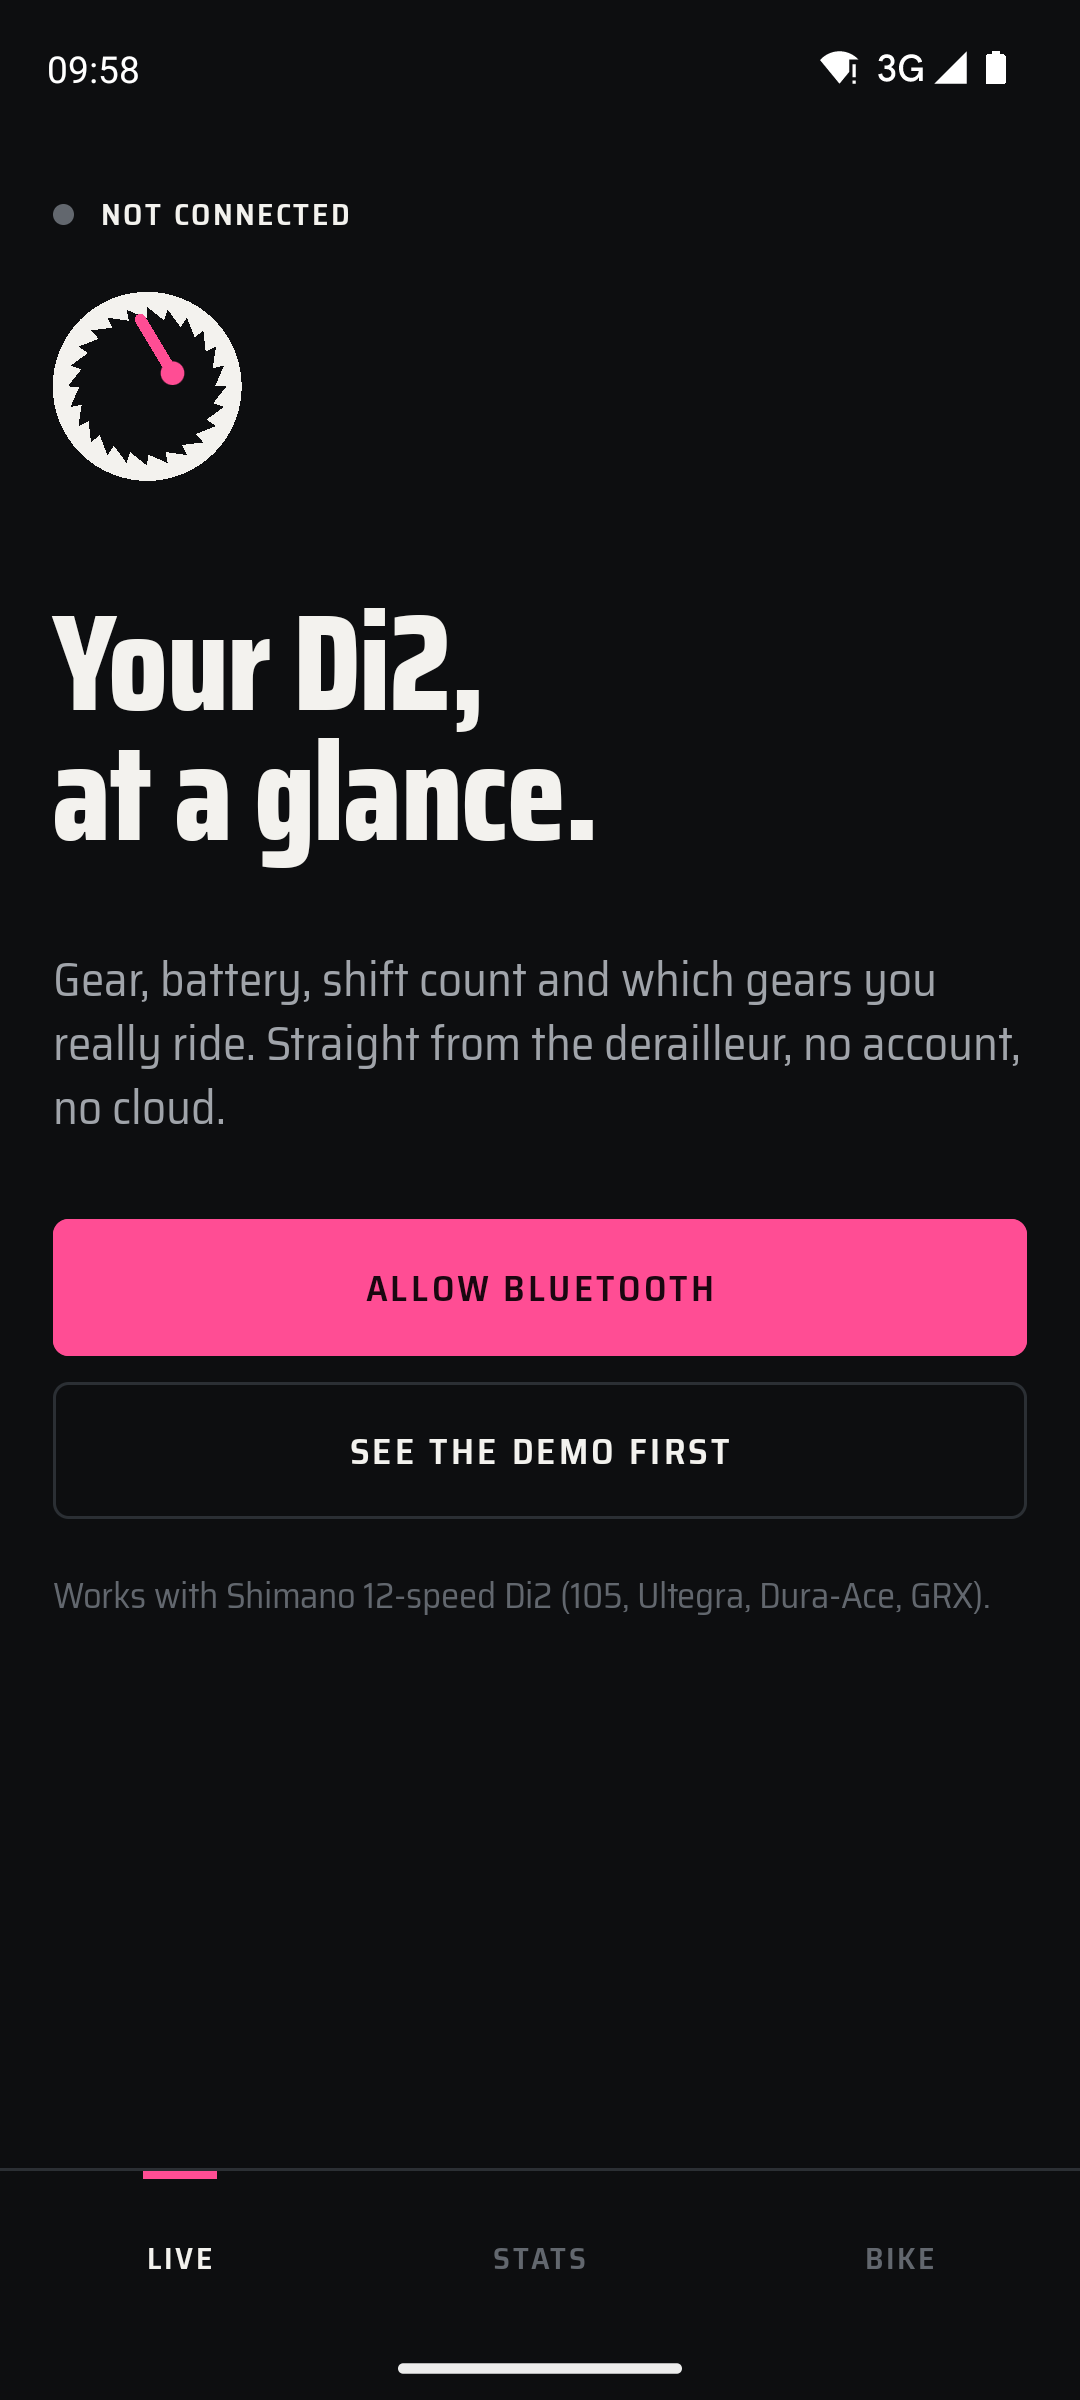 09:58
3G
NOT CONNECTED
Your Di2,
at a glance.
Gear, battery, shift count and which gears you
really ride. Straight from the derailleur, no account,
no cloud.
ALLOW BLUETOOTH
SEE THE DEMO FIRST
Works with Shimano 12-speed Di2 (105, Ultegra, Dura-Ace, GRX).
LIVE
STATS
BIKE